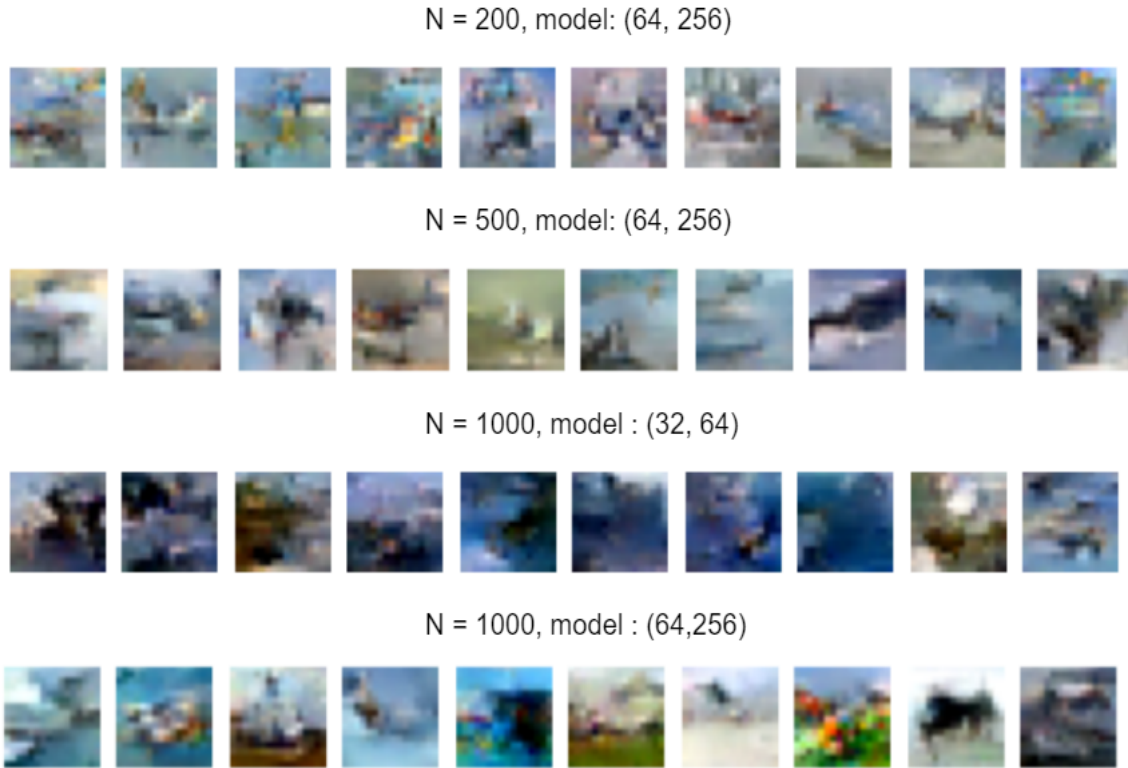 N = 200, model: (64, 256)
N = 500, model: (64, 256)
N = 1000, model : (32, 64)
N = 1000, model : (64,256)